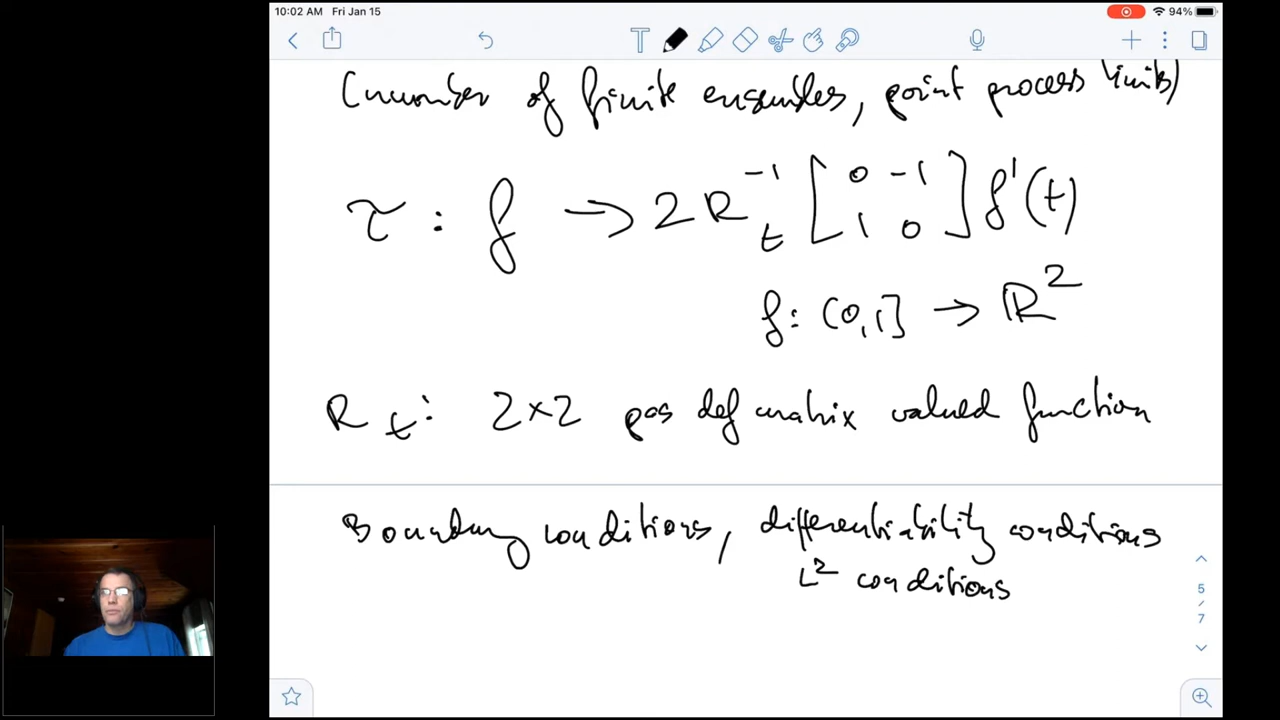 10:02 AM Fri Jan 15
94%
(number of finite ensembles, point process limits)
τ : f → 2 R_t^{-1} [0 -1; 1 0] f'(t)
f : (0,1] → ℝ^2
R_t : 2×2 pos def matrix valued function
Boundary conditions, differentiability conditions
L^2 conditions
5
/
7